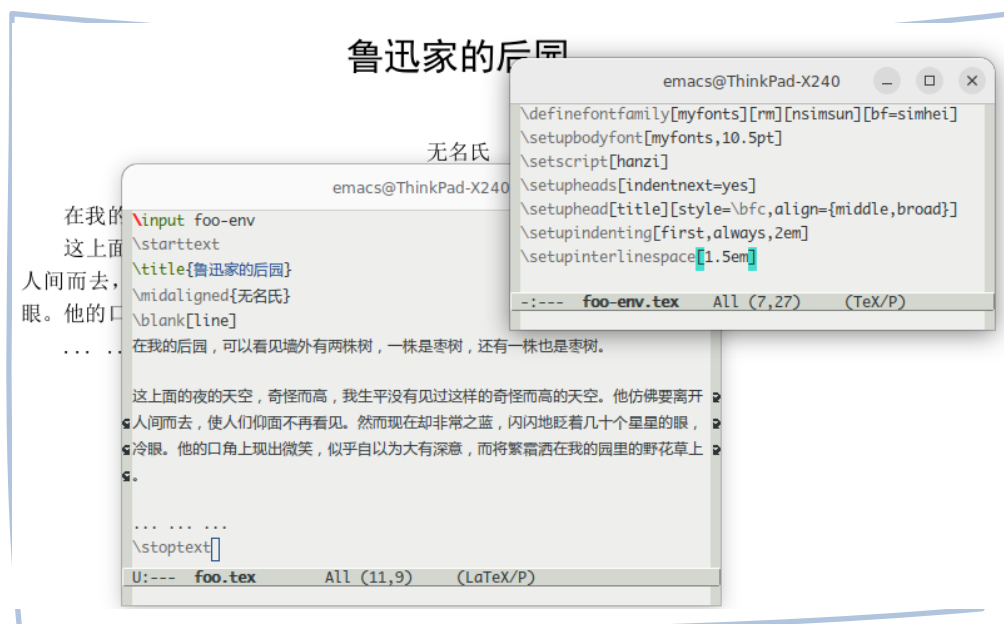 鲁迅家的后园
无名氏
在我的
这上面
人间而去，
眼。他的口
... ..
emacs@ThinkPad-X240
\definefontfamily[myfonts][rm][nsimsun][bf=simhei]
\setupbodyfont[myfonts,10.5pt]
\setscript[hanzi]
\setupheads[indentnext=yes]
\setuphead[title][style=\bfc,align={middle,broad}]
\setupindenting[first,always,2em]
\setupinterlinespace[1.5em]
-:--- foo-env.tex All (7,27) (TeX/P)
emacs@ThinkPad-X240
\input foo-env
\starttext
\title{鲁迅家的后园}
\midaligned{无名氏}
\blank[line]
在我的后园，可以看见墙外有两株树，一株是枣树，还有一株也是枣树。
这上面的夜的天空，奇怪而高，我生平没有见过这样的奇怪而高的天空。他仿佛要离开
人间而去，使人们仰面不再看见。然而现在却非常之蓝，闪闪地眨着几十个星星的眼，
冷眼。他的口角上现出微笑，似乎自以为大有深意，而将繁霜洒在我的园里的野花草上
。
... ... ...
\stoptext
U:--- foo.tex All (11,9) (LaTeX/P)